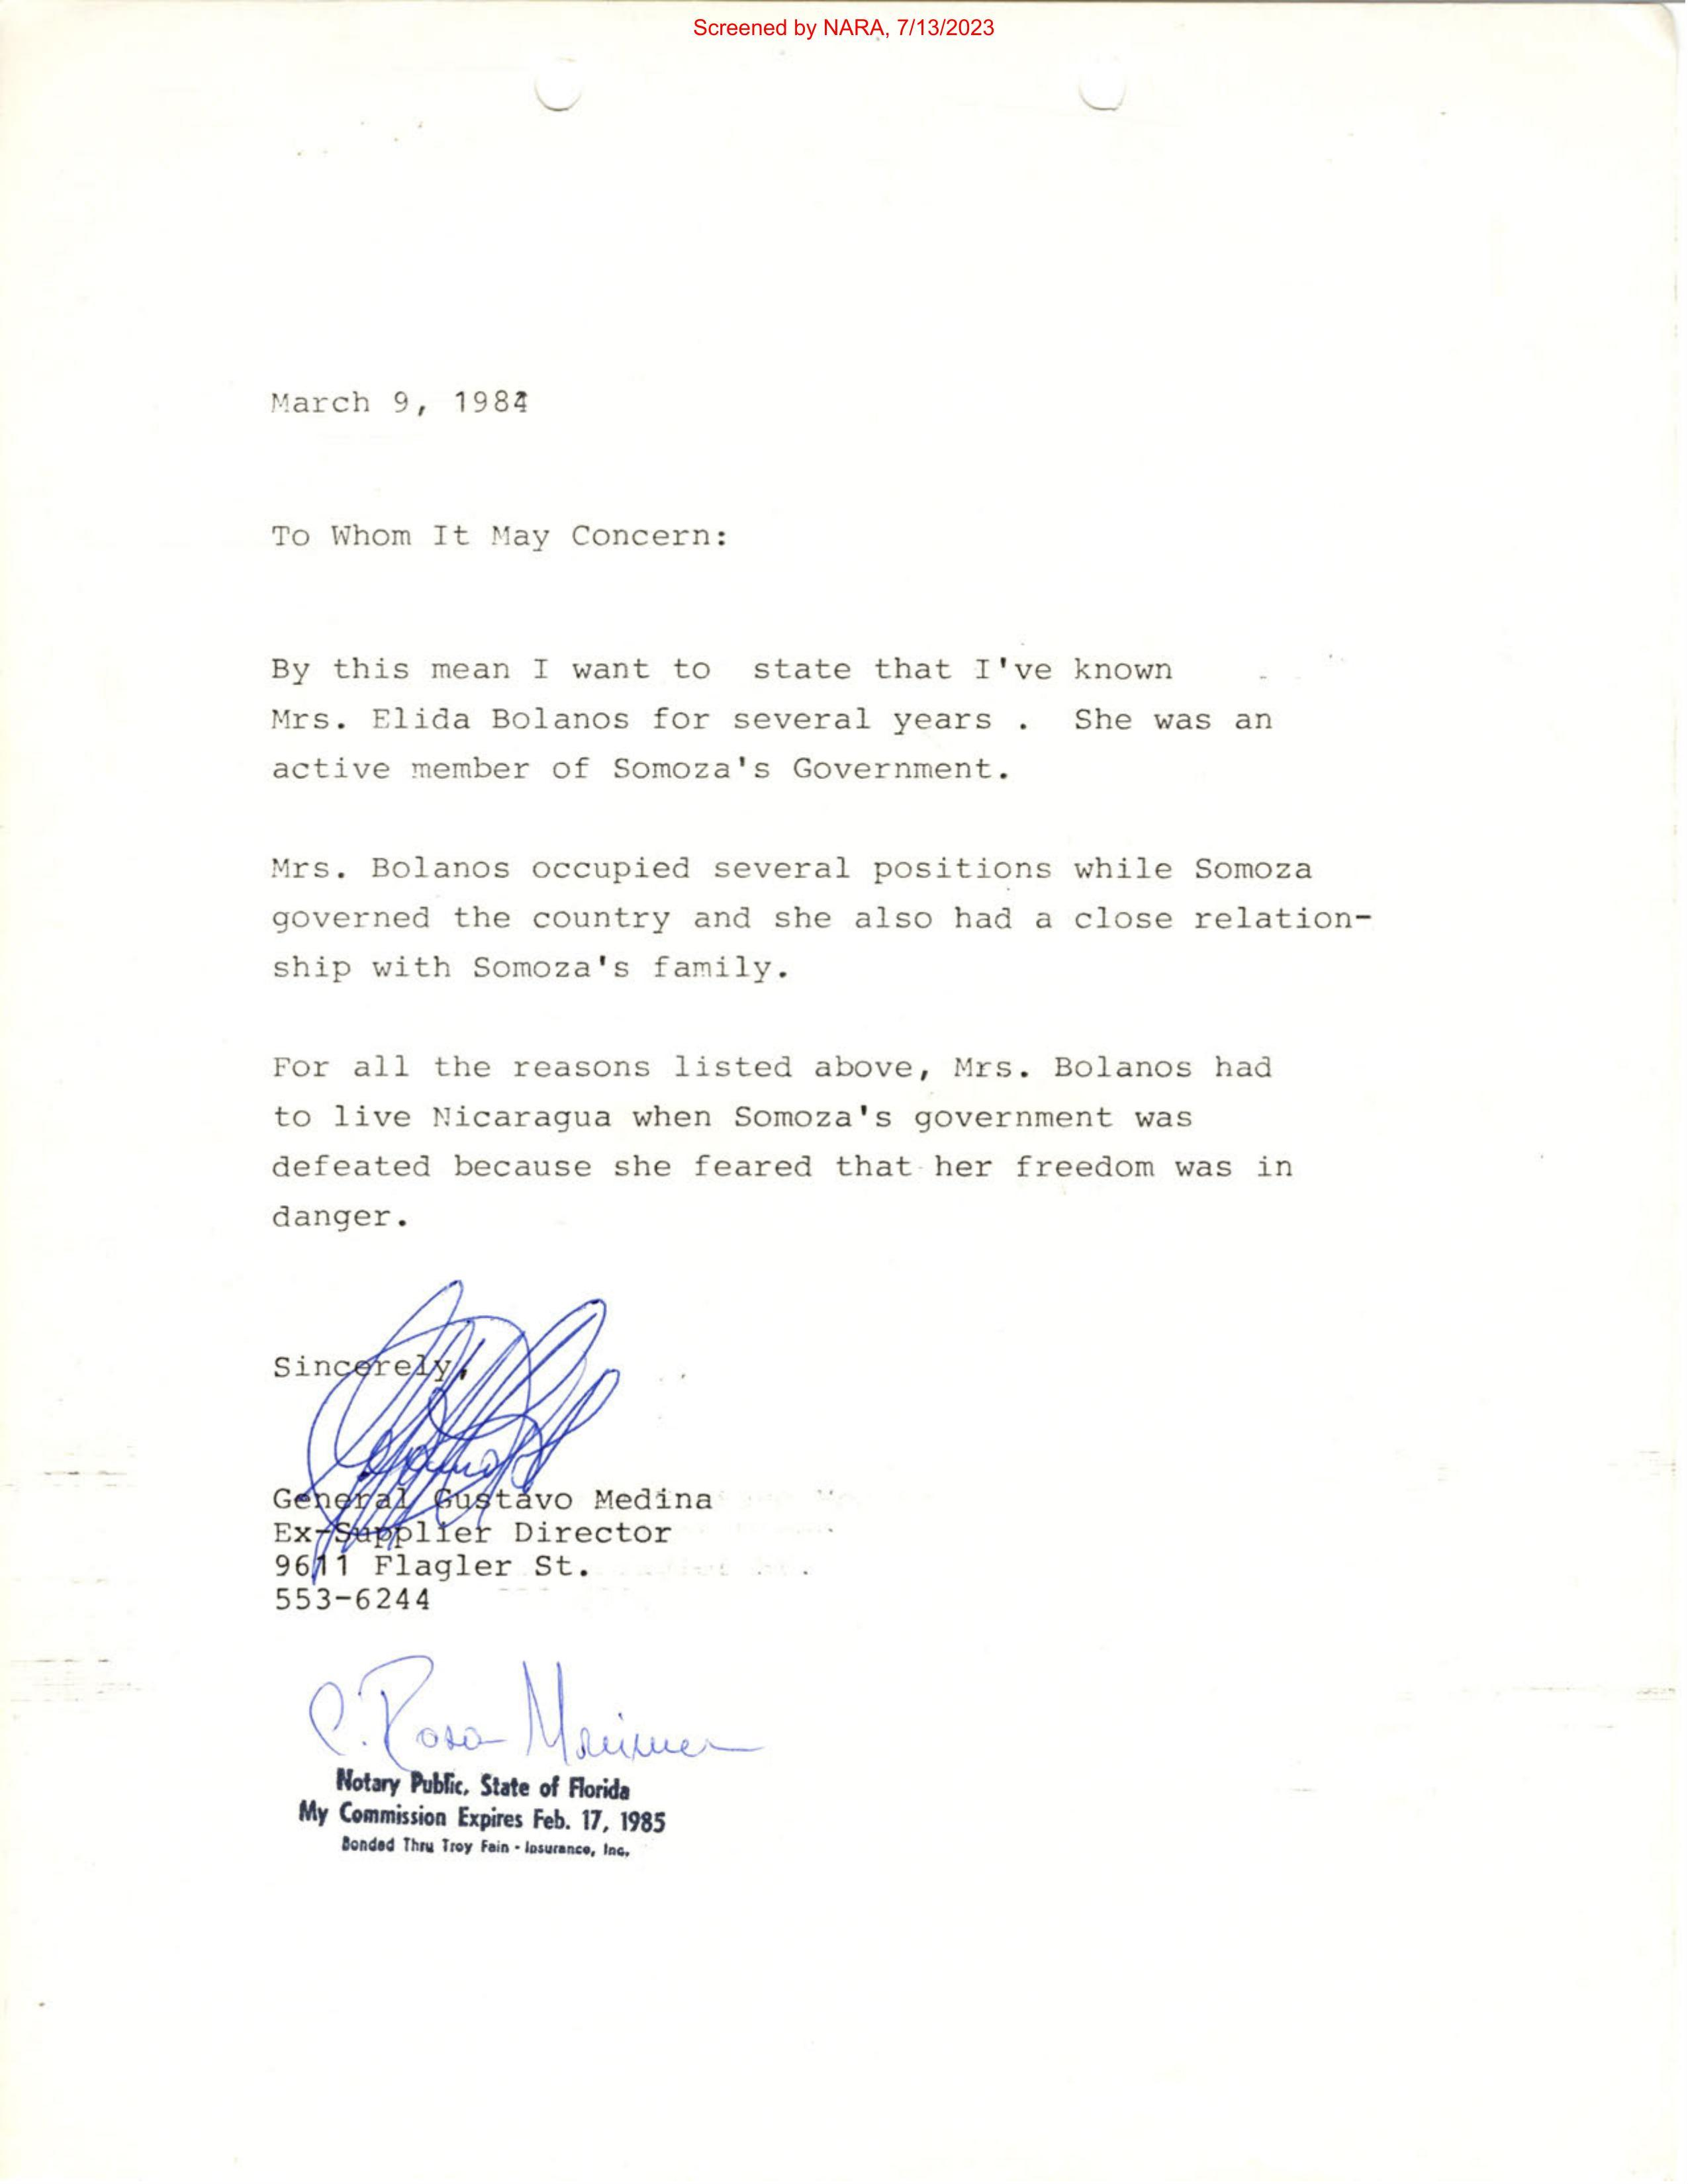 Screened by NARA, 7/13/2023
March 9, 1984
To Whom It May Concern:
By this mean I want to state that I've known
Mrs. Elida Bolanos for several years . She was an
active member of Somoza's Government.
Mrs. Bolanos occupied several positions while Somoza
governed the country and she also had a close relation-
ship with Somoza's family.
For all the reasons listed above, Mrs. Bolanos had
to live Nicaragua when Somoza's government was
defeated because she feared that her freedom was in
danger.
Sincerely,
General Gustavo Medina
Ex-Supplier Director
9611 Flagler St.
553-6244
C. Rosa
Notary Public, State of Florida
My Commission Expires Feb. 17, 1985
Bonded Thru Troy Fain - Insurance, Inc.